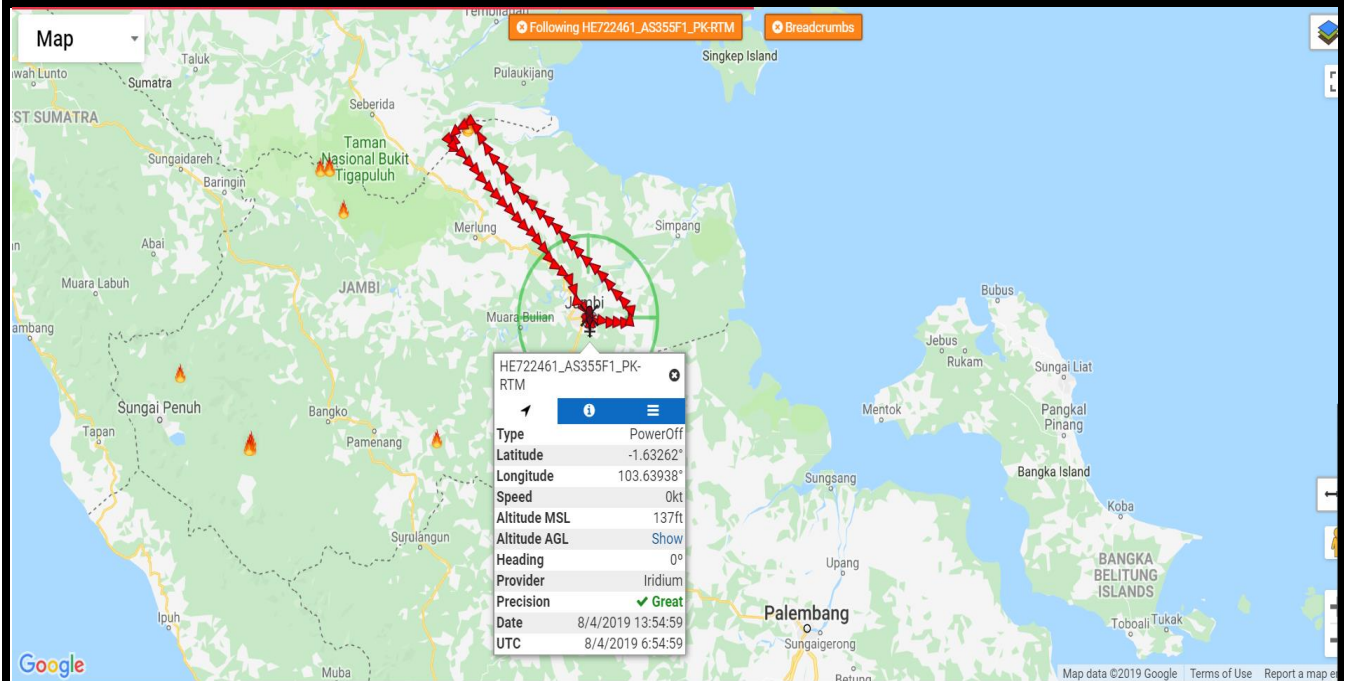 Map
Following HE722461_AS355F1_PK-RTM
Breadcrumbs
Taluk
Sumatra
Pulaukijang
Singkep Island
Seberida
Taman
Nasional Bukit
Tigapuluh
Sungaidareh
Baringin
Merlung
Simpang
Abai
Muara Labuh
JAMBI
Jambi
Muara Bulian
Bubus
Jebus
Rukam
Sungai Liat
Sungai Penuh
Bangko
Pamenang
Tapan
Mentok
Pangkal
Pinang
Bangka Island
Sungsang
Koba
Surulangun
Upang
BANGKA
BELITUNG
ISLANDS
Ipuh
Palembang
Toboali
Tukak
Sungaigerong
Muba
HE722461_AS355F1_PK-
RTM
Type PowerOff
Latitude -1.63262°
Longitude 103.63938°
Speed 0kt
Altitude MSL 137ft
Altitude AGL Show
Heading 0°
Provider Iridium
Precision Great
Date 8/4/2019 13:54:59
UTC 8/4/2019 6:54:59
Google
Map data ©2019 Google
Terms of Use
Report a map